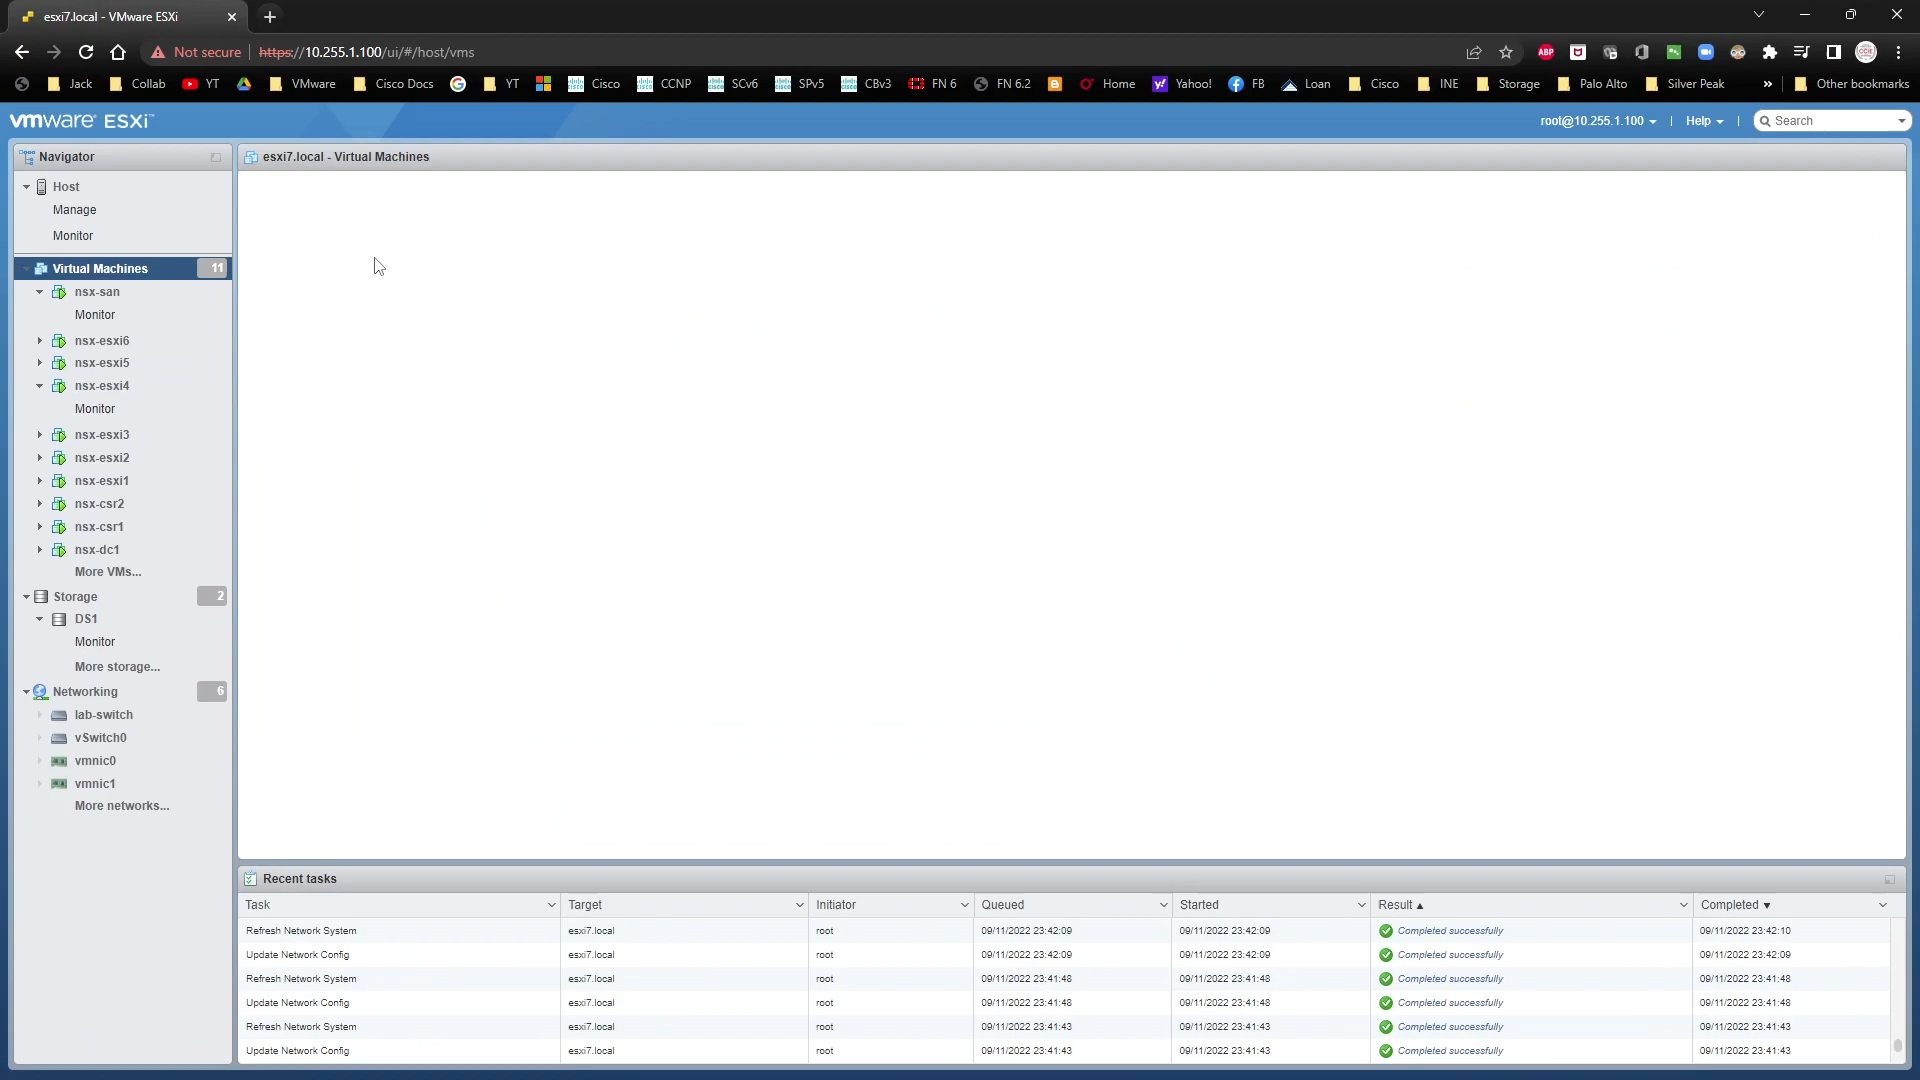 esxi7.local - VMware ESXi
Not secure
https://10.255.1.100/ui/#/host/vms
ABP
Jack
Collab
YT
VMware
Cisco Docs
YT
Cisco
CCNP
SCv6
SPv5
CBv3
FN 6
FN 6.2
Home
Yahoo!
FB
Loan
Cisco
INE
Storage
Palo Alto
Silver Peak
»
Other bookmarks
vmware ESXi™
root@10.255.1.100
Help
Search
Navigator
Host
Manage
Monitor
Virtual Machines 11
nsx-san
Monitor
nsx-esxi6
nsx-esxi5
nsx-esxi4
Monitor
nsx-esxi3
nsx-esxi2
nsx-esxi1
nsx-csr2
nsx-csr1
nsx-dc1
More VMs...
Storage 2
DS1
Monitor
More storage...
Networking 6
lab-switch
vSwitch0
vmnic0
vmnic1
More networks...
esxi7.local - Virtual Machines
Recent tasks
Task Target Initiator Queued Started Result Completed
Refresh Network System esxi7.local root 09/11/2022 23:42:09 09/11/2022 23:42:09 Completed successfully 09/11/2022 23:42:10
Update Network Config esxi7.local root 09/11/2022 23:42:09 09/11/2022 23:42:09 Completed successfully 09/11/2022 23:42:09
Refresh Network System esxi7.local root 09/11/2022 23:41:48 09/11/2022 23:41:48 Completed successfully 09/11/2022 23:41:48
Update Network Config esxi7.local root 09/11/2022 23:41:48 09/11/2022 23:41:48 Completed successfully 09/11/2022 23:41:48
Refresh Network System esxi7.local root 09/11/2022 23:41:43 09/11/2022 23:41:43 Completed successfully 09/11/2022 23:41:43
Update Network Config esxi7.local root 09/11/2022 23:41:43 09/11/2022 23:41:43 Completed successfully 09/11/2022 23:41:43